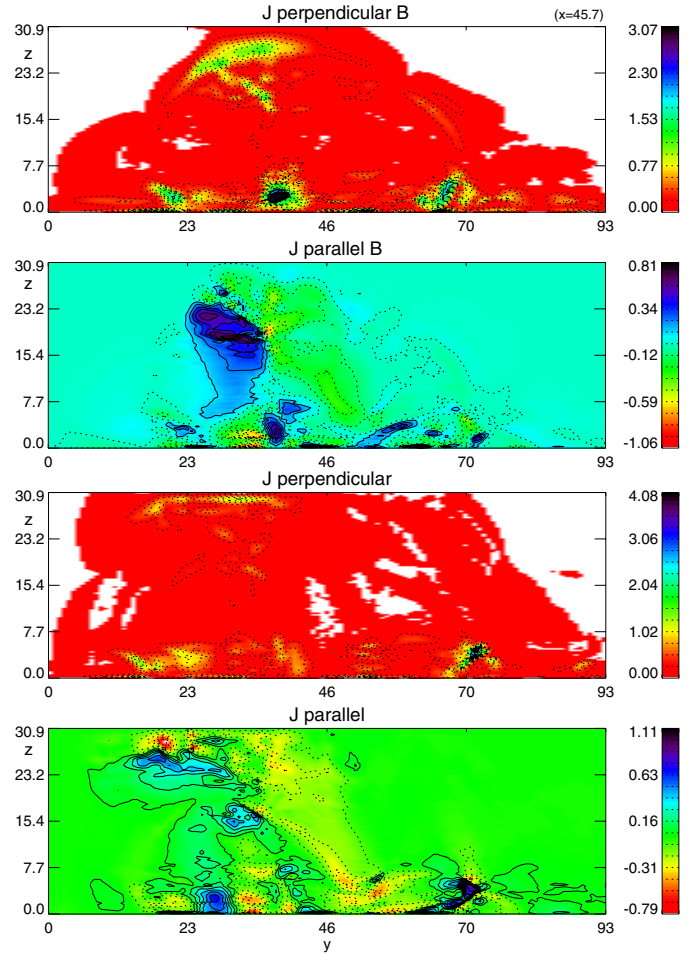 J perpendicular B
(x=45.7)
30.9
z
23.2
15.4
7.7
0.0
0 23 46 70 93
3.07
2.30
1.53
0.77
0.00
J parallel B
30.9
z
23.2
15.4
7.7
0.0
0 23 46 70 93
0.81
0.34
-0.12
-0.59
-1.06
J perpendicular
30.9
z
23.2
15.4
7.7
0.0
0 23 46 70 93
4.08
3.06
2.04
1.02
0.00
J parallel
30.9
z
23.2
15.4
7.7
0.0
0 23 46 70 93
y
1.11
0.63
0.16
-0.31
-0.79